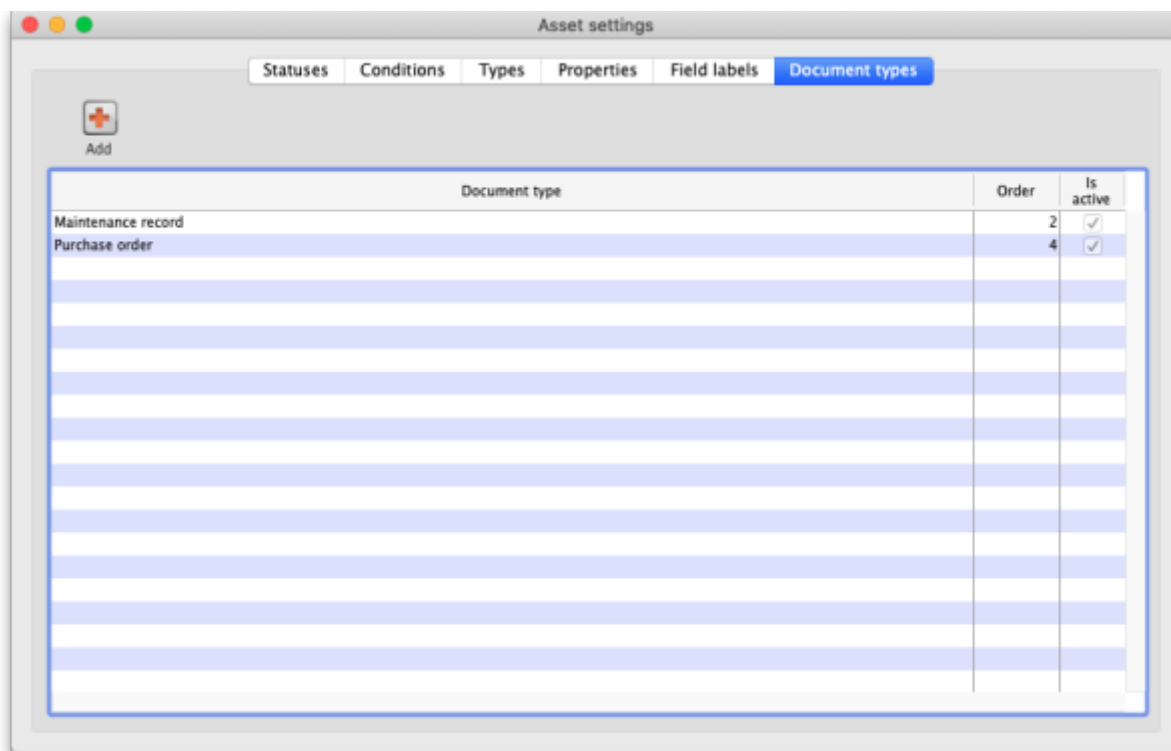 Asset settings
Statuses Conditions Types Properties Field labels Document types
Add
Document type Order Is active
Maintenance record 2
Purchase order 4